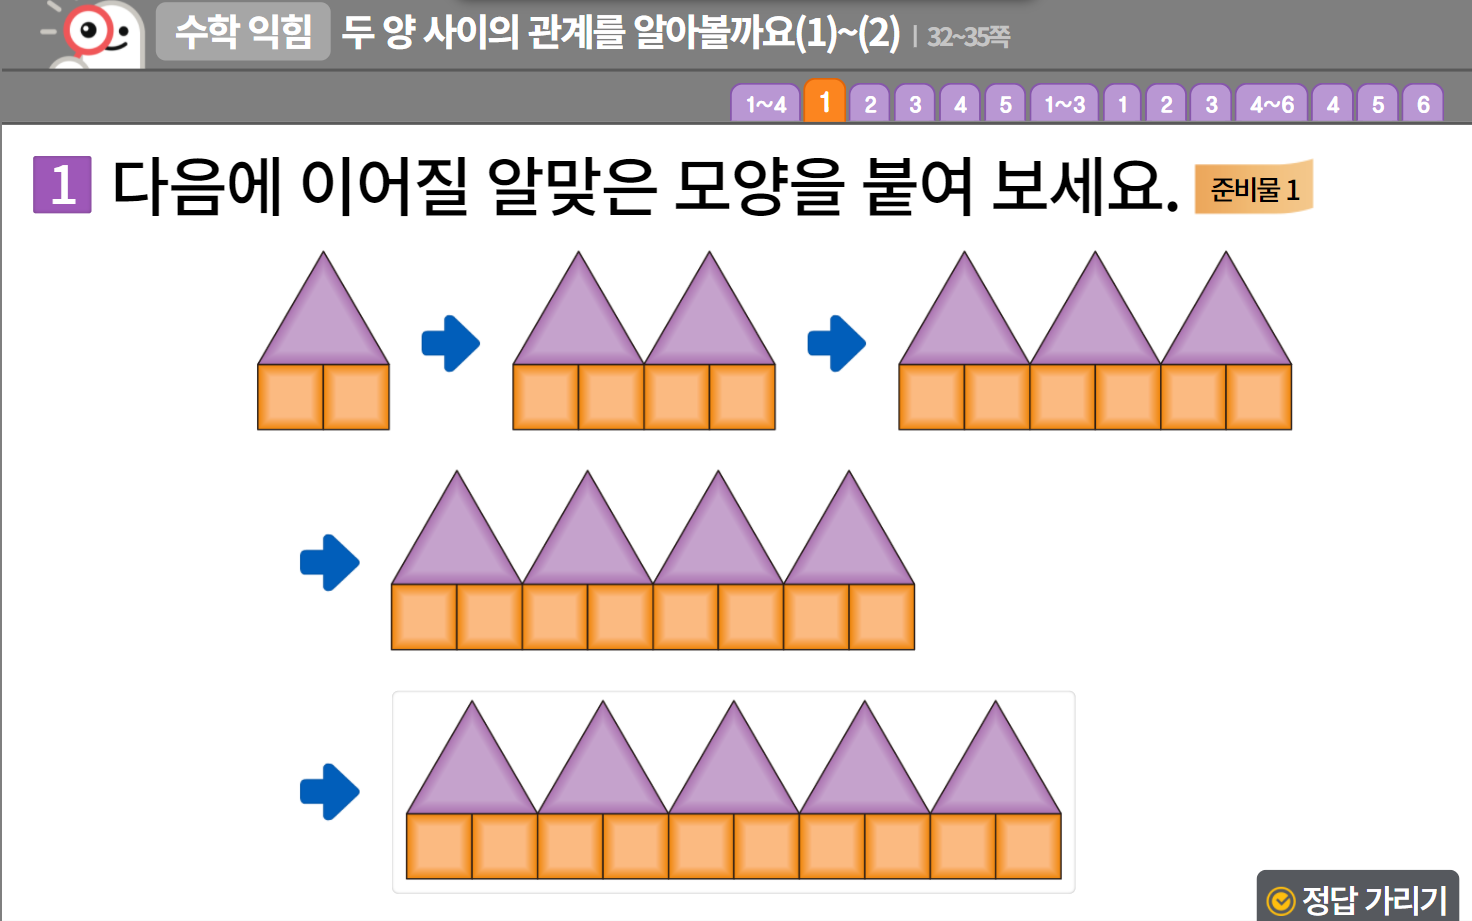 수학 익힘 두 양 사이의 관계를 알아볼까요(1)~(2) | 32~35쪽
1~4 1 2 3 4 5 1~3 1 2 3 4~6 4 5 6
1 다음에 이어질 알맞은 모양을 붙여 보세요. 준비물 1
정답 가리기